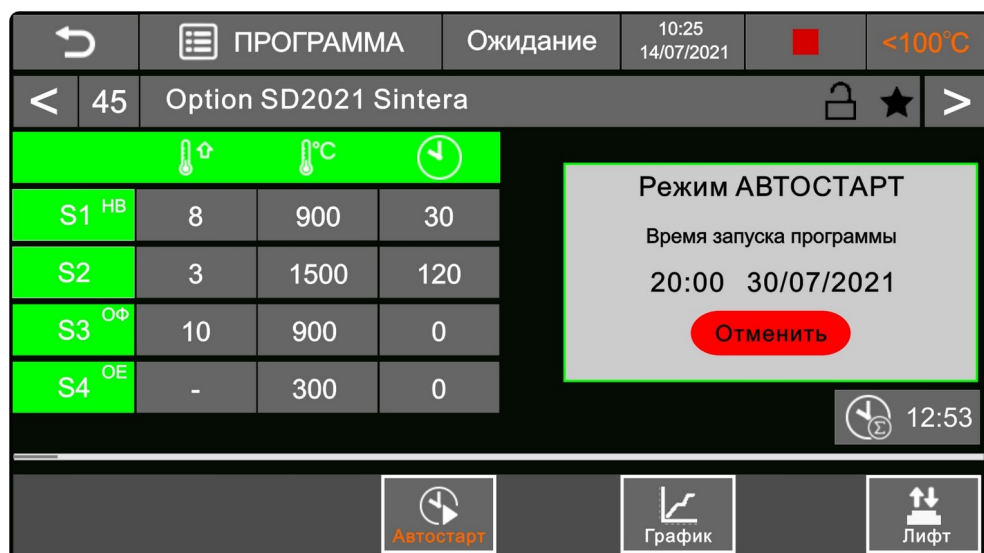 ПРОГРАММА
Ожидание
10:25
14/07/2021
<100°C
< 45 Option SD2021 Sintera >
°C
S1 НВ 8 900 30
S2 3 1500 120
S3 ОФ 10 900 0
S4 ОЕ - 300 0
Режим АВТОСТАРТ
Время запуска программы
20:00 30/07/2021
Отменить
Σ 12:53
Автостарт
График
Лифт